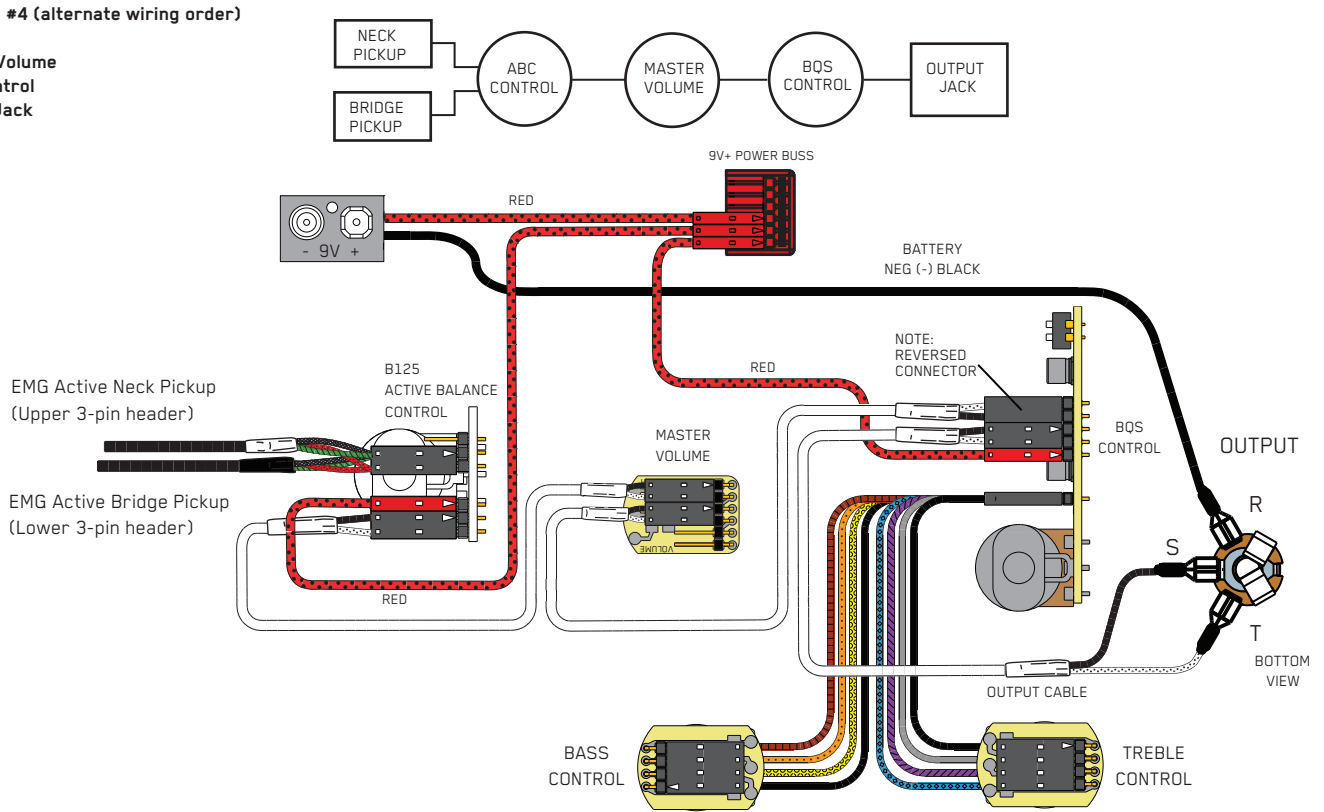 #4 (alternate wiring order)
Volume
ntrol
Jack
NECK
PICKUP
BRIDGE
PICKUP
ABC
CONTROL
MASTER
VOLUME
BQS
CONTROL
OUTPUT
JACK
9V+ POWER BUSS
RED
- 9V +
BATTERY
NEG (-) BLACK
NOTE:
REVERSED
CONNECTOR
RED
B125
ACTIVE BALANCE
CONTROL
EMG Active Neck Pickup
(Upper 3-pin header)
EMG Active Bridge Pickup
(Lower 3-pin header)
MASTER
VOLUME
VOLUME
BQS
CONTROL
OUTPUT
R
S
T
BOTTOM
VIEW
RED
OUTPUT CABLE
BASS
CONTROL
TREBLE
CONTROL